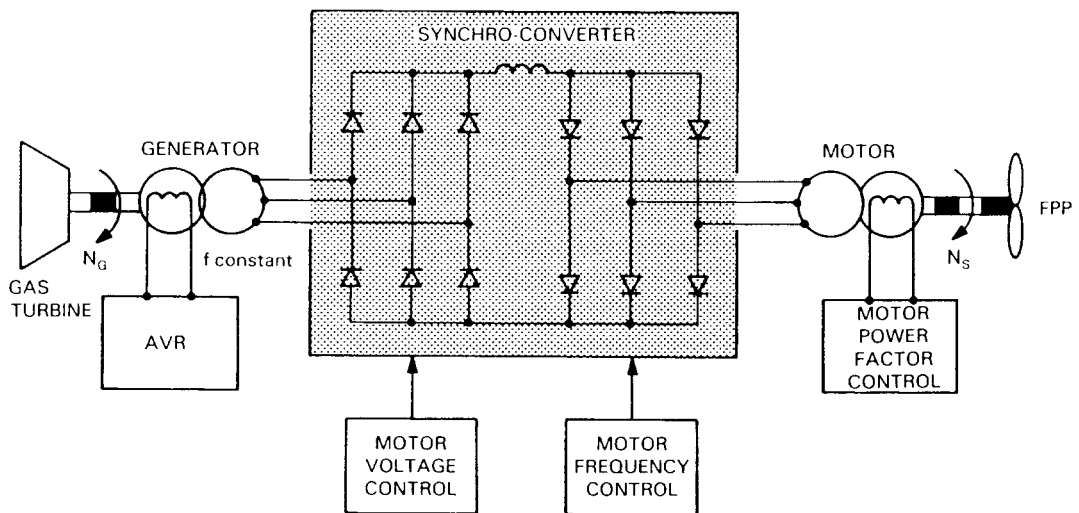 SYNCHRO-CONVERTER
GENERATOR
MOTOR
N_G
f constant
N_S
FPP
GAS
TURBINE
AVR
MOTOR
POWER
FACTOR
CONTROL
MOTOR
VOLTAGE
CONTROL
MOTOR
FREQUENCY
CONTROL